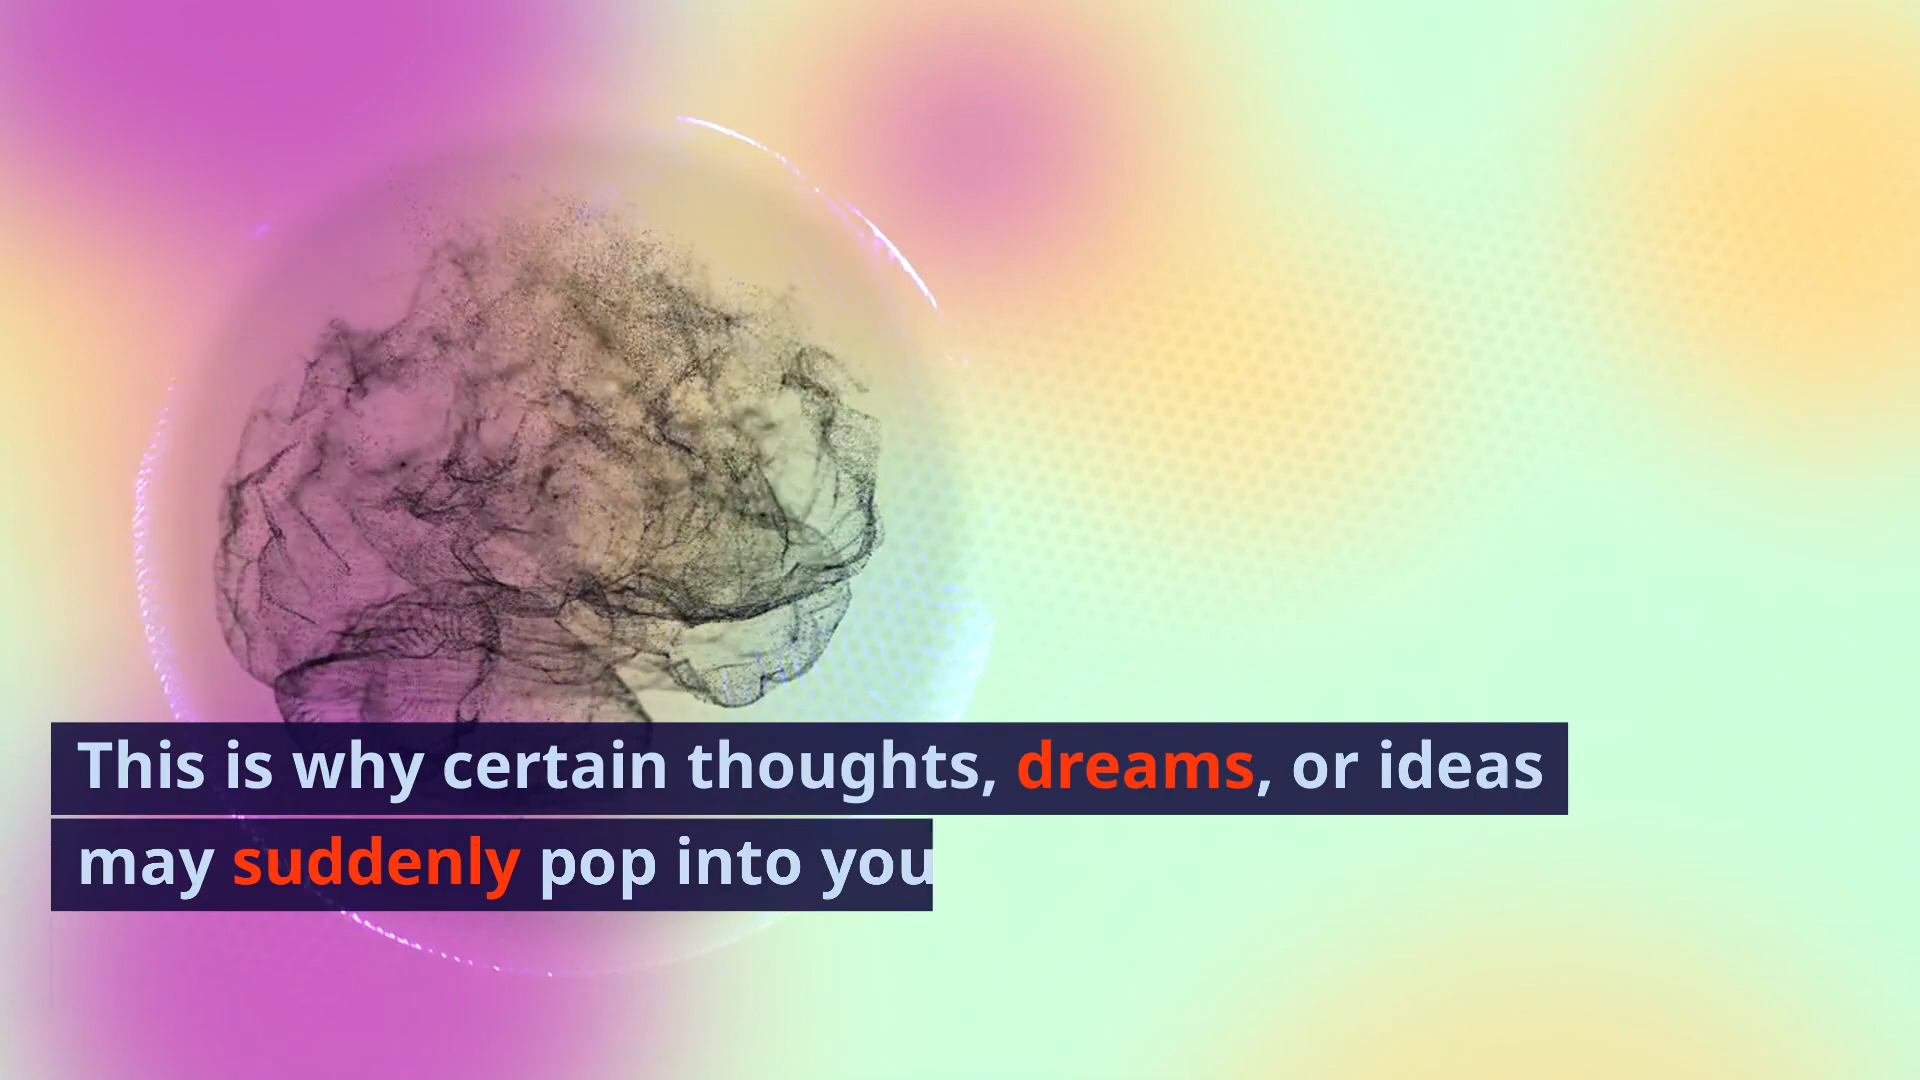 This is why certain thoughts, dreams, or ideas
may suddenly pop into you